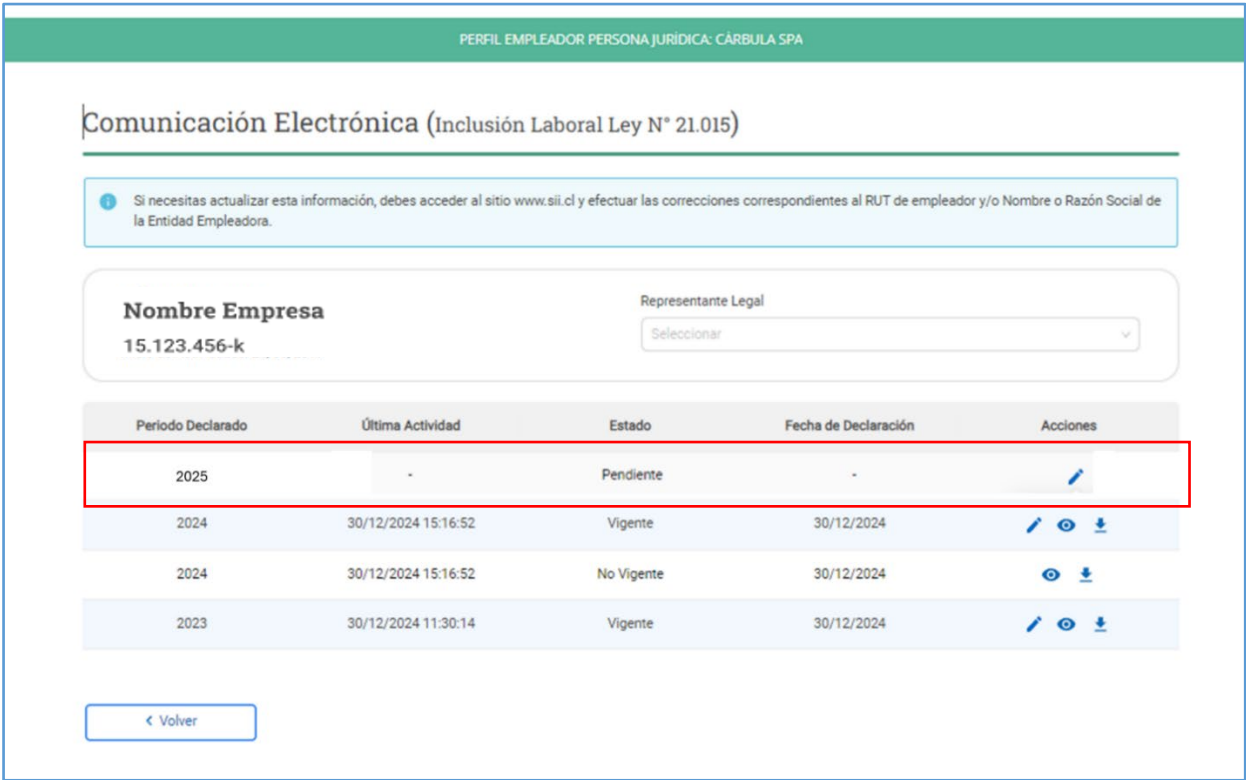 PERFIL EMPLEADOR PERSONA JURÍDICA: CÁRBULA SPA
Comunicación Electrónica (Inclusión Laboral Ley N° 21.015)
Si necesitas actualizar esta información, debes acceder al sitio www.sii.cl y efectuar las correcciones correspondientes al RUT de empleador y/o Nombre o Razón Social de
la Entidad Empleadora.
Nombre Empresa
15.123.456-k
Representante Legal
Seleccionar
Periodo Declarado Última Actividad Estado Fecha de Declaración Acciones
2025 - Pendiente -
2024 30/12/2024 15:16:52 Vigente 30/12/2024
2024 30/12/2024 15:16:52 No Vigente 30/12/2024
2023 30/12/2024 11:30:14 Vigente 30/12/2024
< Volver